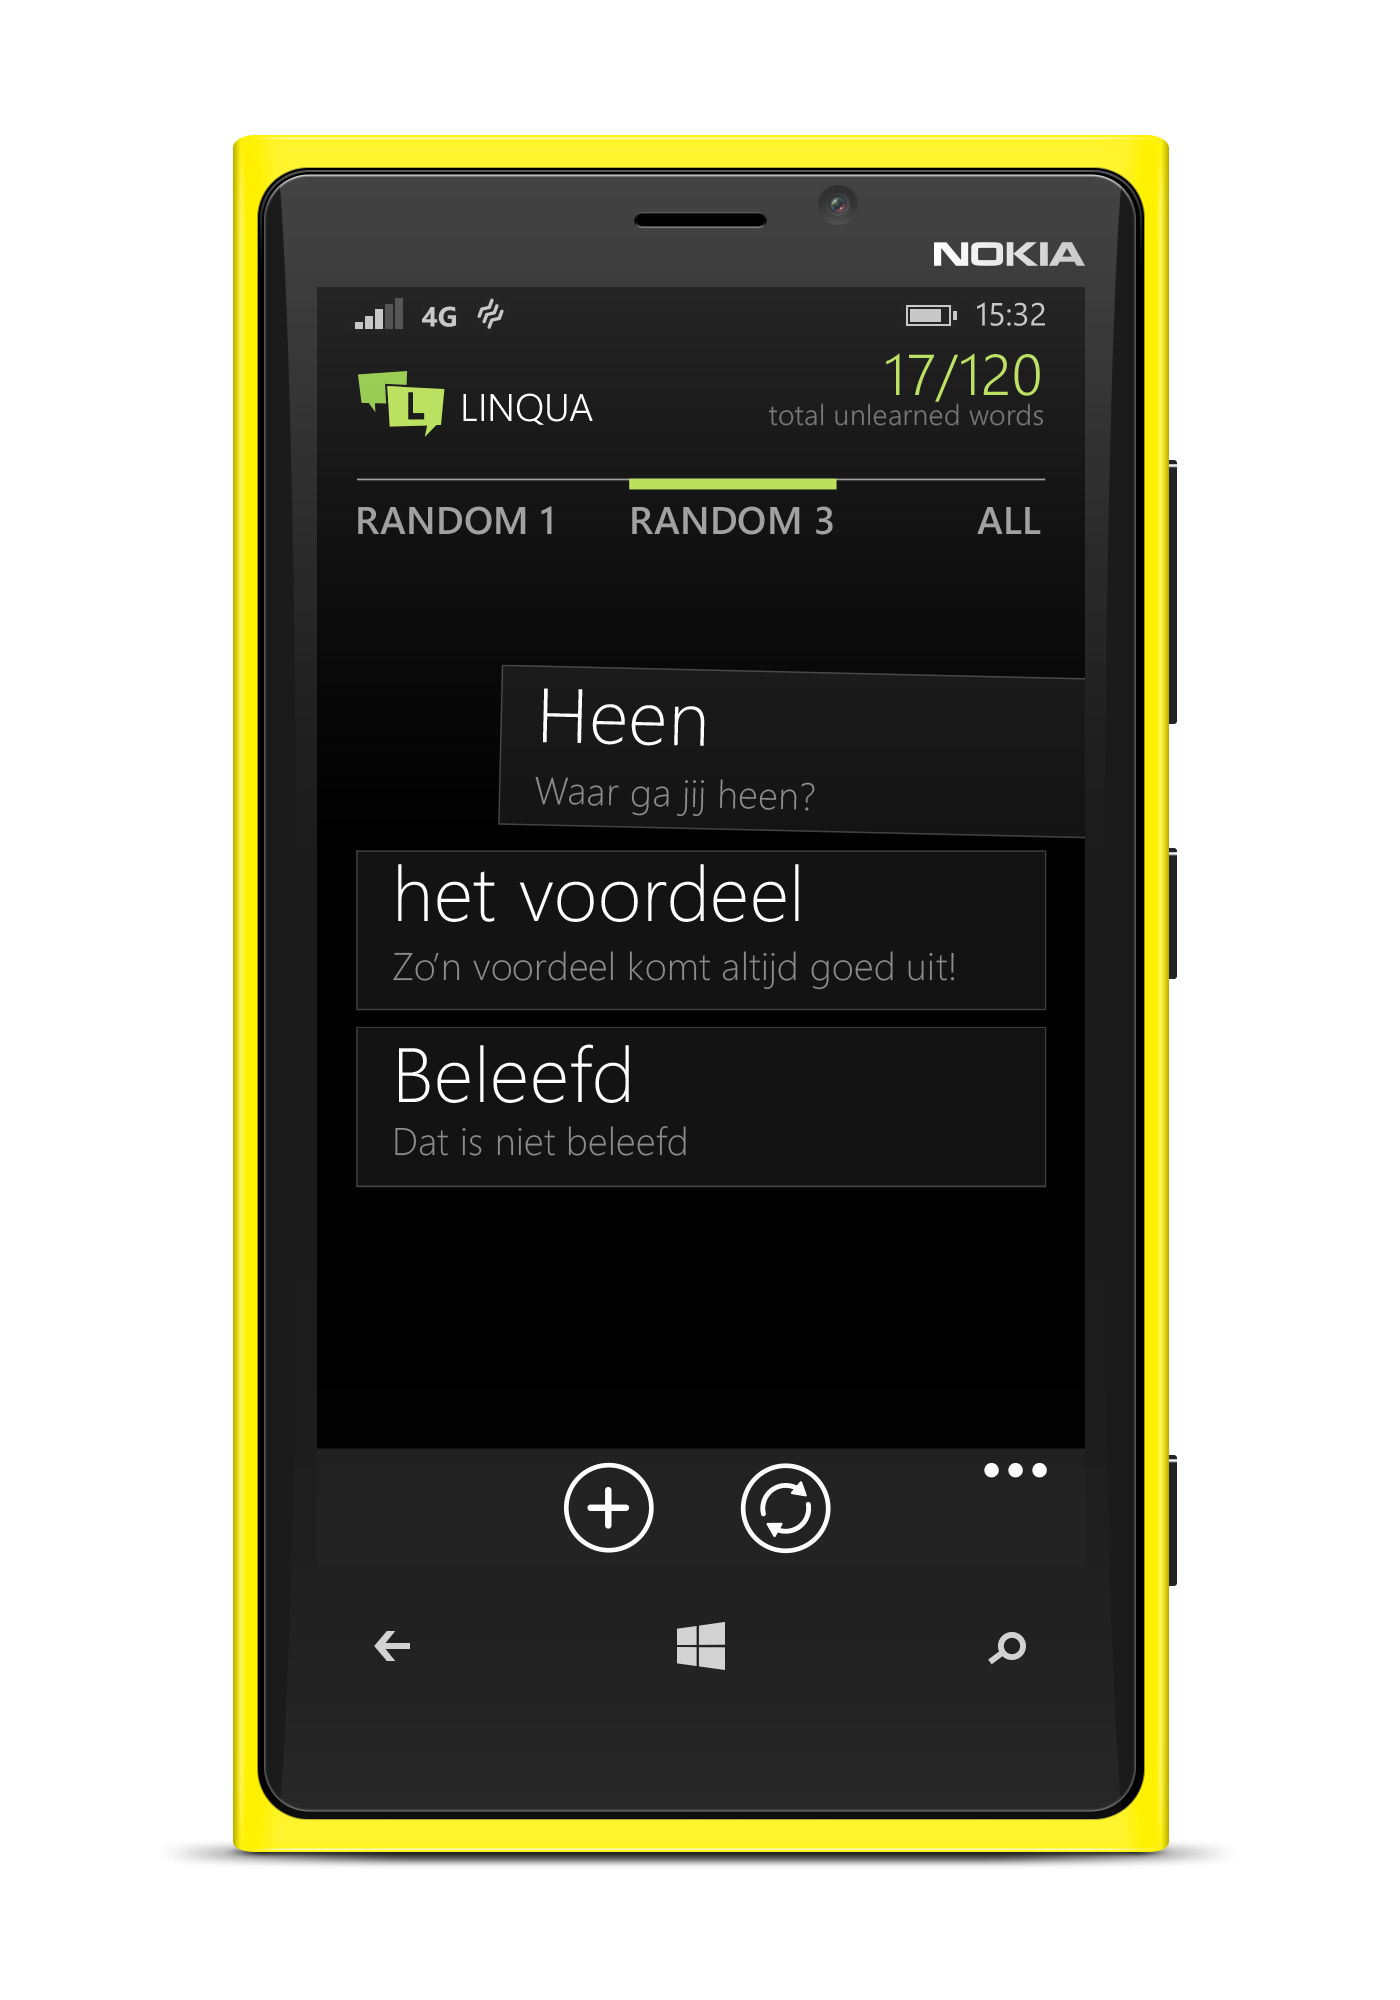 NOKIA
4G 15:32
17/120
LINQUA total unlearned words
RANDOM 1 RANDOM 3 ALL
Heen
Waar ga jij heen?
het voordeel
Zo’n voordeel komt altijd goed uit!
Beleefd
Dat is niet beleefd